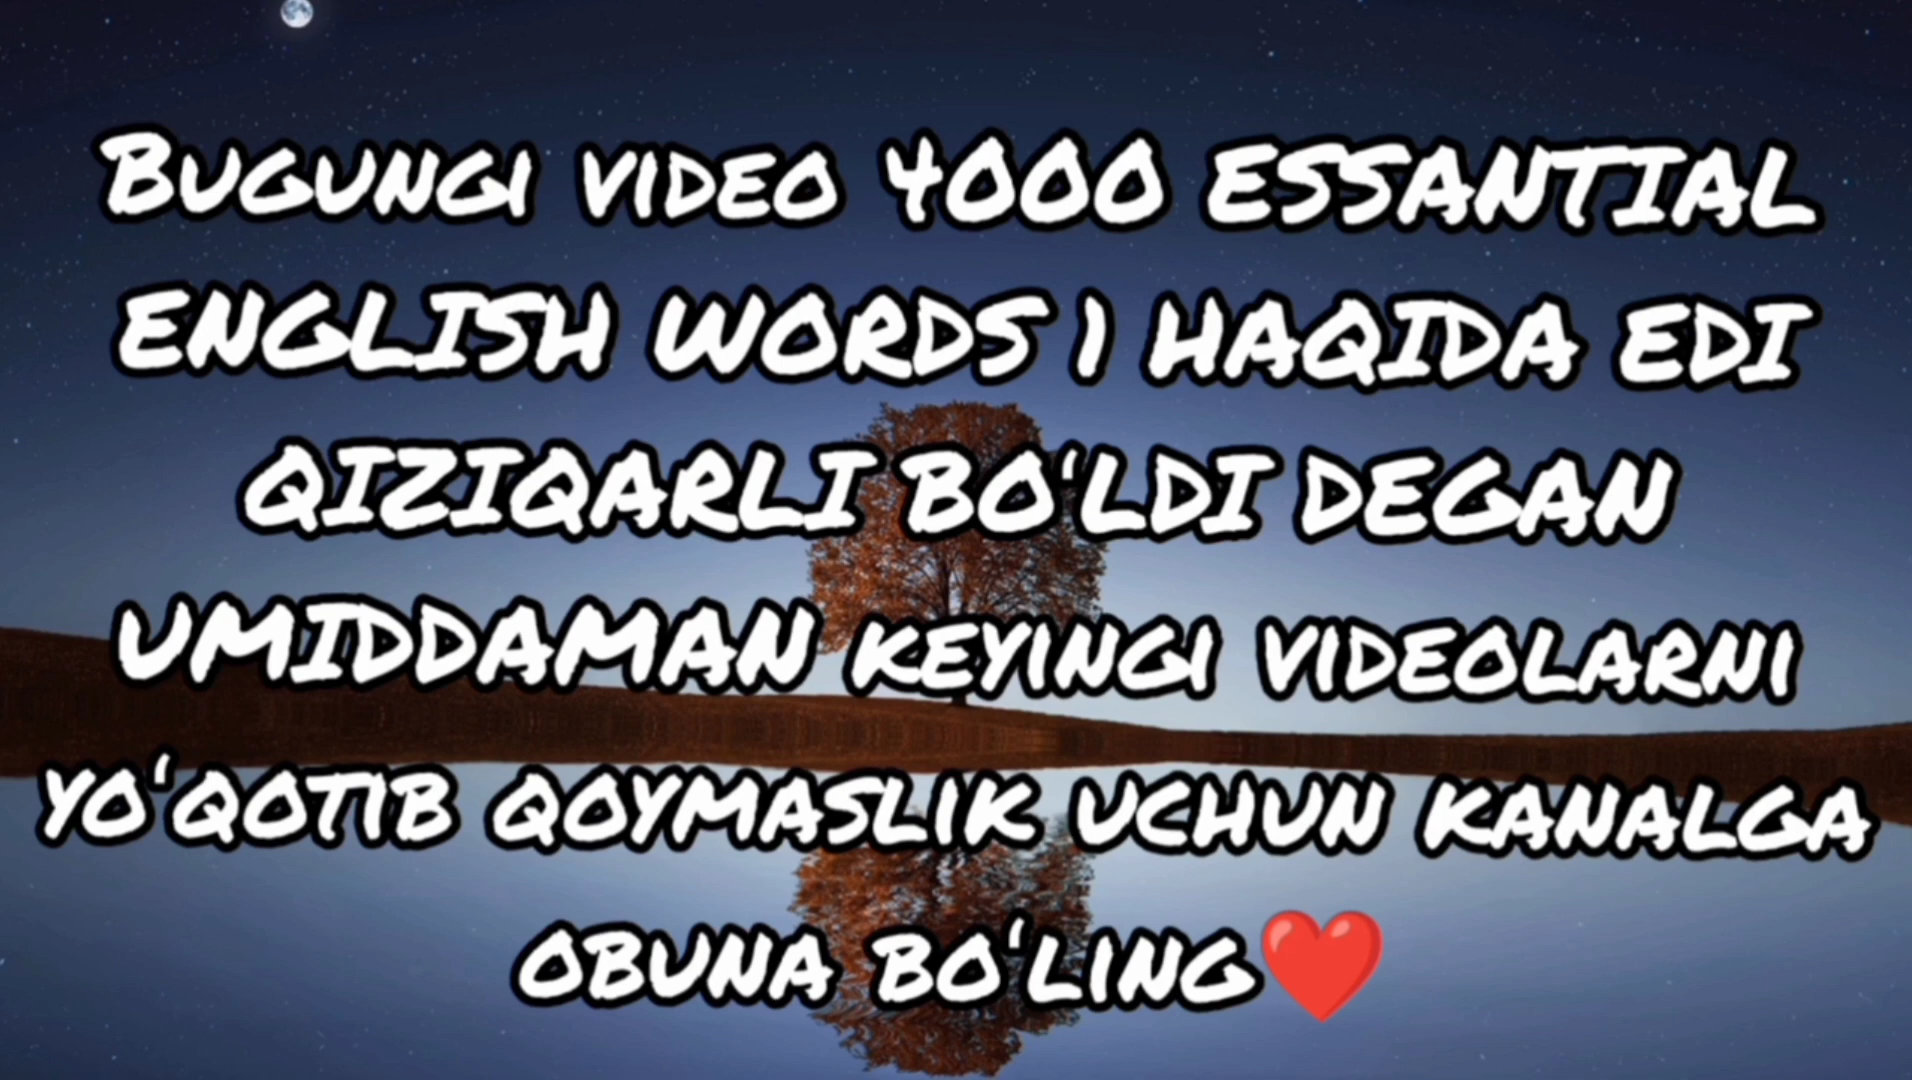 Bugungi video 4000 ESSANTIAL
ENGLISH WORDS 1 HAQIDA EDI
QIZIQARLI BO‘LDI DEGAN
UMIDDAMAN keyingi videolarni
yo‘qotib qoymaslik uchun kanalga
obuna bo‘ling❤️